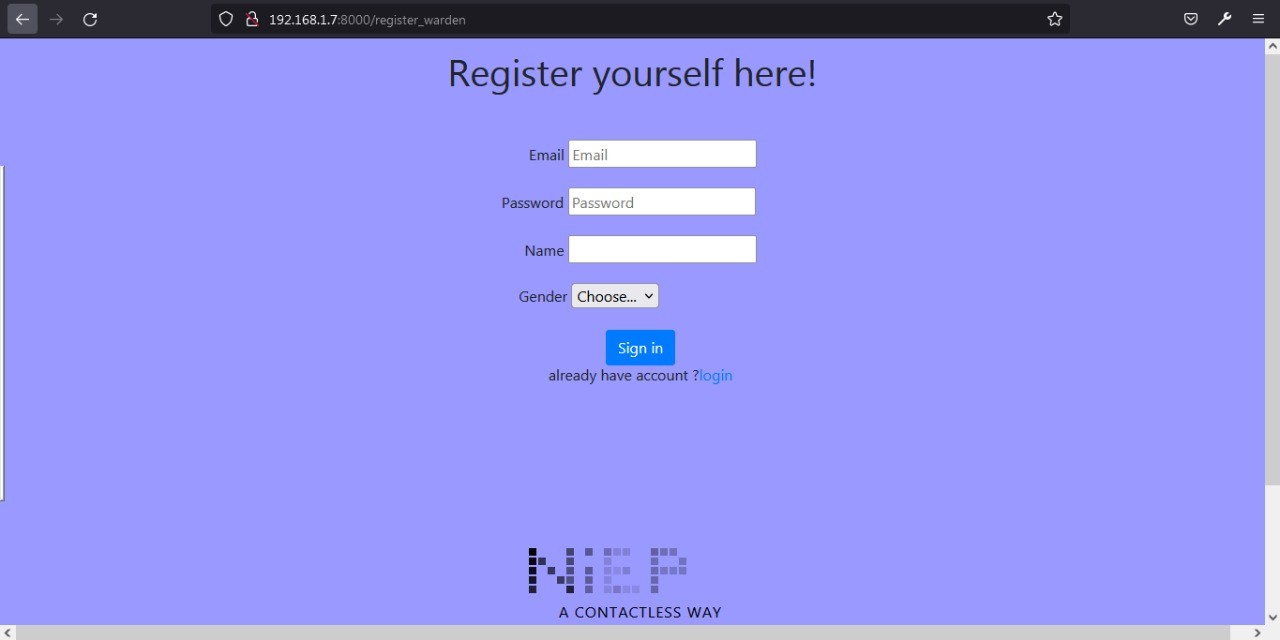 192.168.1.7:8000/register_warden
Register yourself here!
Email Email
Password Password
Name
Gender Choose...
Sign in
already have account ?login
NiEP
A CONTACTLESS WAY